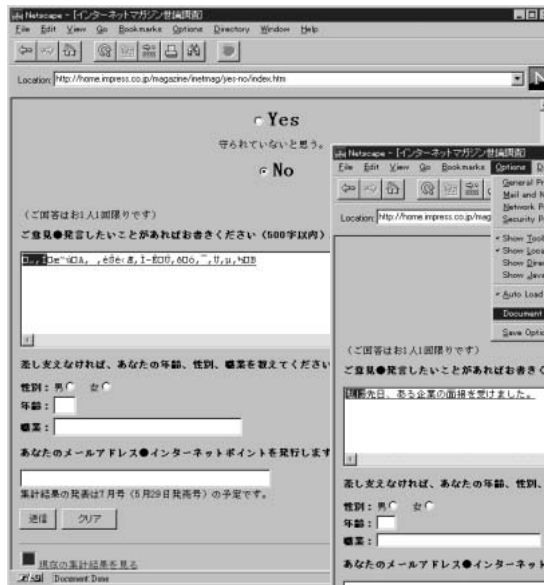 Netscape - [インターネットマガジン世論調査]
File Edit View Go Bookmarks Options Directory Window Help
Location: http://home.impress.co.jp/magazine/inetmag/yes-no/index.htm
Yes
守られていないと思う。
No
(ご回答はお1人1回限りです)
ご意見●発言したいことがあればお書きください (500字以内)
差し支えなければ、あなたの年齢、性別、職業を教えてください
性別: 男 女
年齢:
職業:
あなたのメールアドレス●インターネットポイントを発行します
集計結果の発表は7月号 (5月29日発売号) の予定です。
送信 クリア
現在の集計結果を見る
Document Done
Netscape - [インターネットマガジン世論調査]
File Edit View Go Bookmarks Options D
General Pr
Mail and N
Network P
Security P
Location: http://home.impress.co.jp/mag
Show Tool
Show Loca
Show Direc
Show Java
Auto Load
Document
Save Optio
(ご回答はお1人1回限りです)
ご意見●発言したいことがあればお書きく
先日、ある企業の面接を受けました。
差し支えなければ、あなたの年齢、性別、
性別: 男 女
年齢:
職業:
あなたのメールアドレス●インターネット